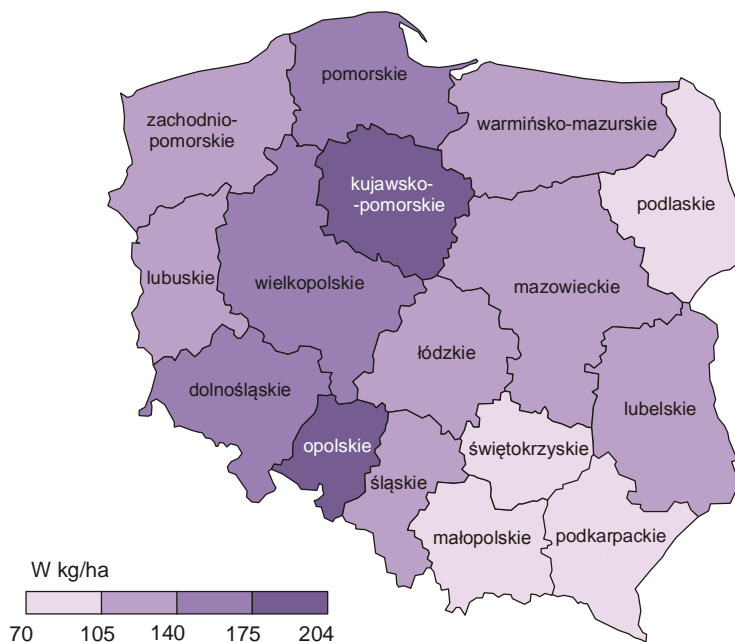 pomorskie
zachodnio-
pomorskie
warmińsko-mazurskie
kujawsko-
-pomorskie
podlaskie
lubuskie
wielkopolskie
mazowieckie
łódzkie
dolnośląskie
lubelskie
opolskie
świętokrzyskie
śląskie
małopolskie
podkarpackie
W kg/ha
70 105 140 175 204